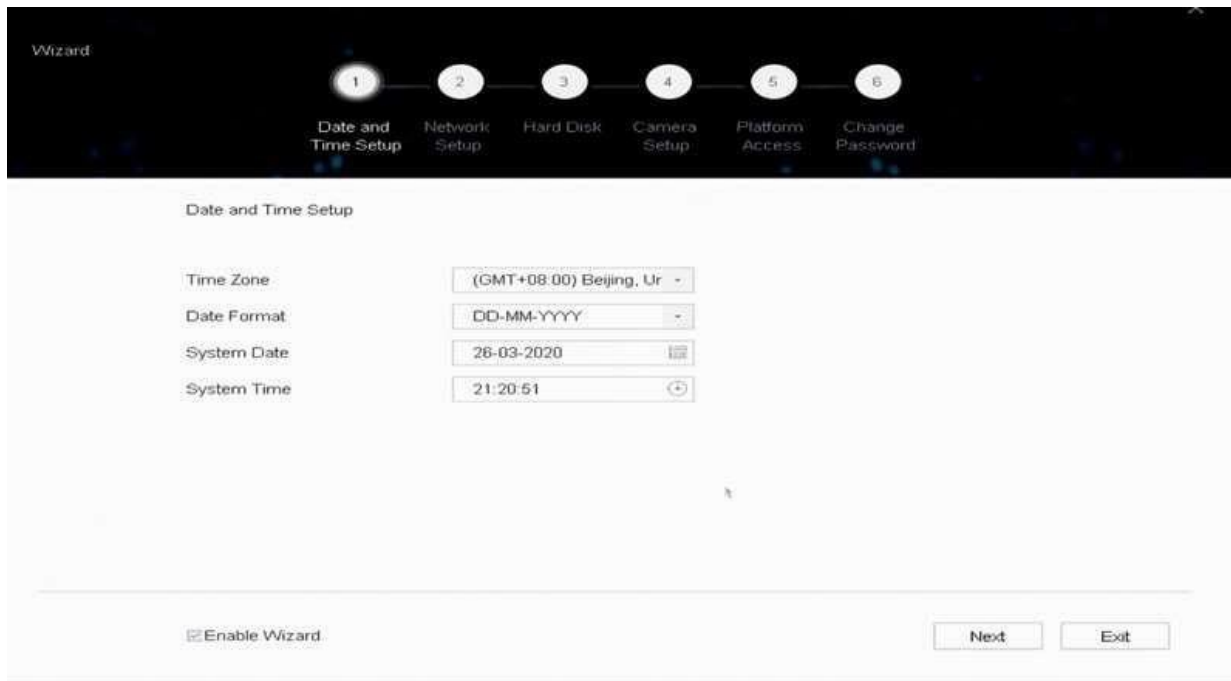 Wizard
1 2 3 4 5 6
Date and Time Setup
Network Setup
Hard Disk
Camera Setup
Platform Access
Change Password
Date and Time Setup
Time Zone (GMT+08:00) Beijing, Ur
Date Format DD-MM-YYYY
System Date 26-03-2020
System Time 21:20:51
Enable Wizard
Next Exit